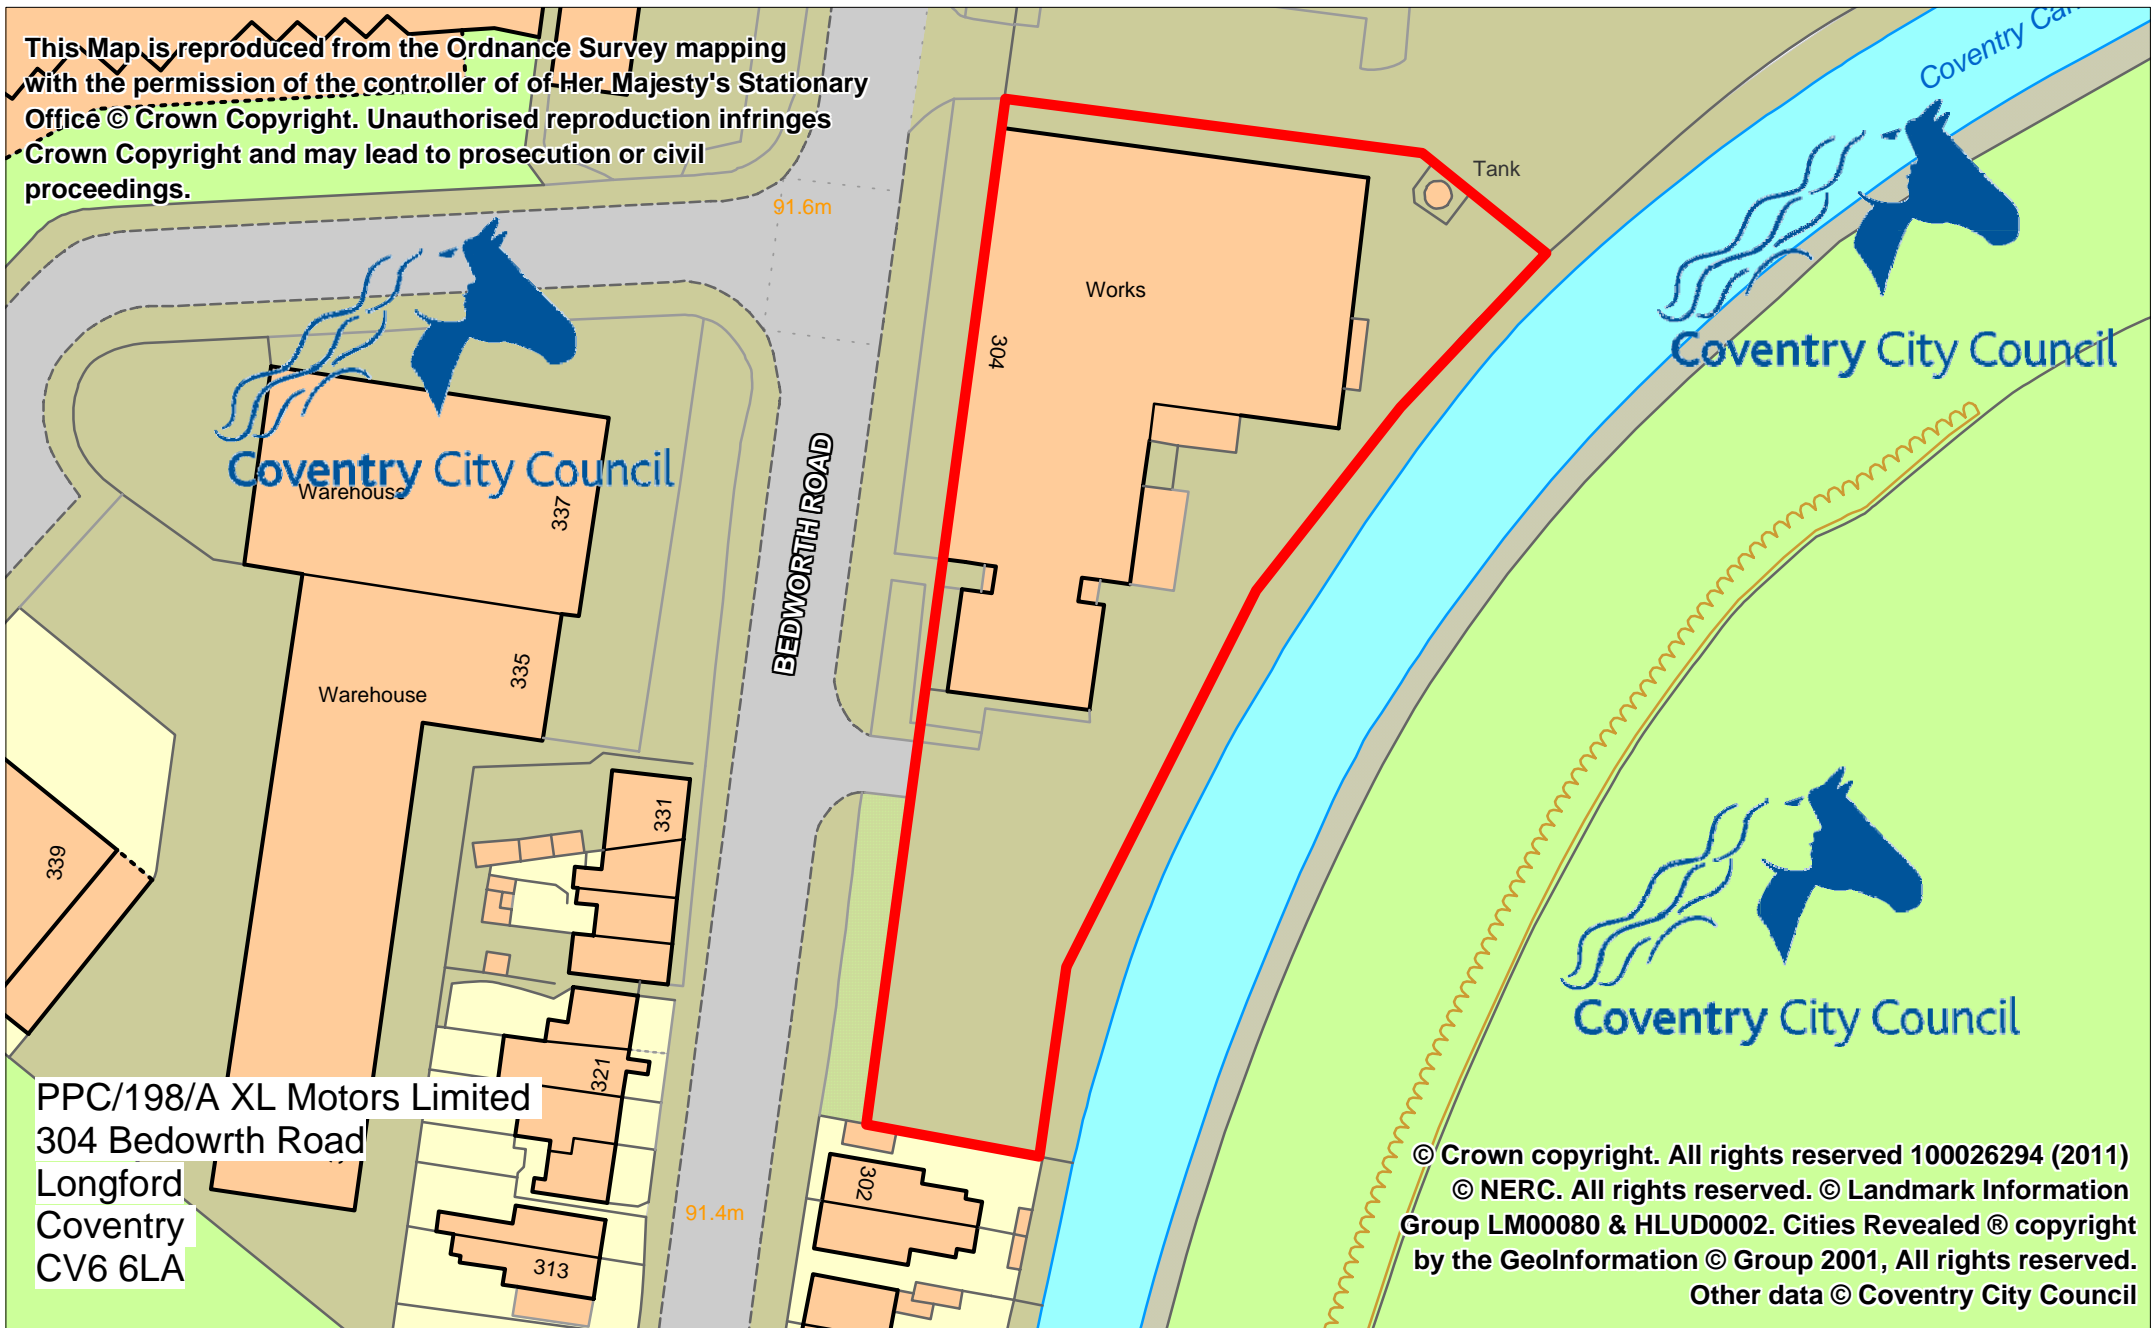 This Map is reproduced from the Ordnance Survey mapping
with the permission of the controller of of Her Majesty's Stationary
Office © Crown Copyright. Unauthorised reproduction infringes
Crown Copyright and may lead to prosecution or civil
proceedings.
Coventry
Tank
91.6m
Works
304
Coventry City Council
Coventry City Council
Warehouse
337
BEDWORTH ROAD
335
Warehouse
331
339
Coventry City Council
321
PPC/198/A XL Motors Limited
304 Bedowrth Road
Longford
Coventry
CV6 6LA
302
91.4m
313
© Crown copyright. All rights reserved 100026294 (2011)
© NERC. All rights reserved. © Landmark Information
Group LM00080 & HLUD0002. Cities Revealed ® copyright
by the GeoInformation © Group 2001, All rights reserved.
Other data © Coventry City Council